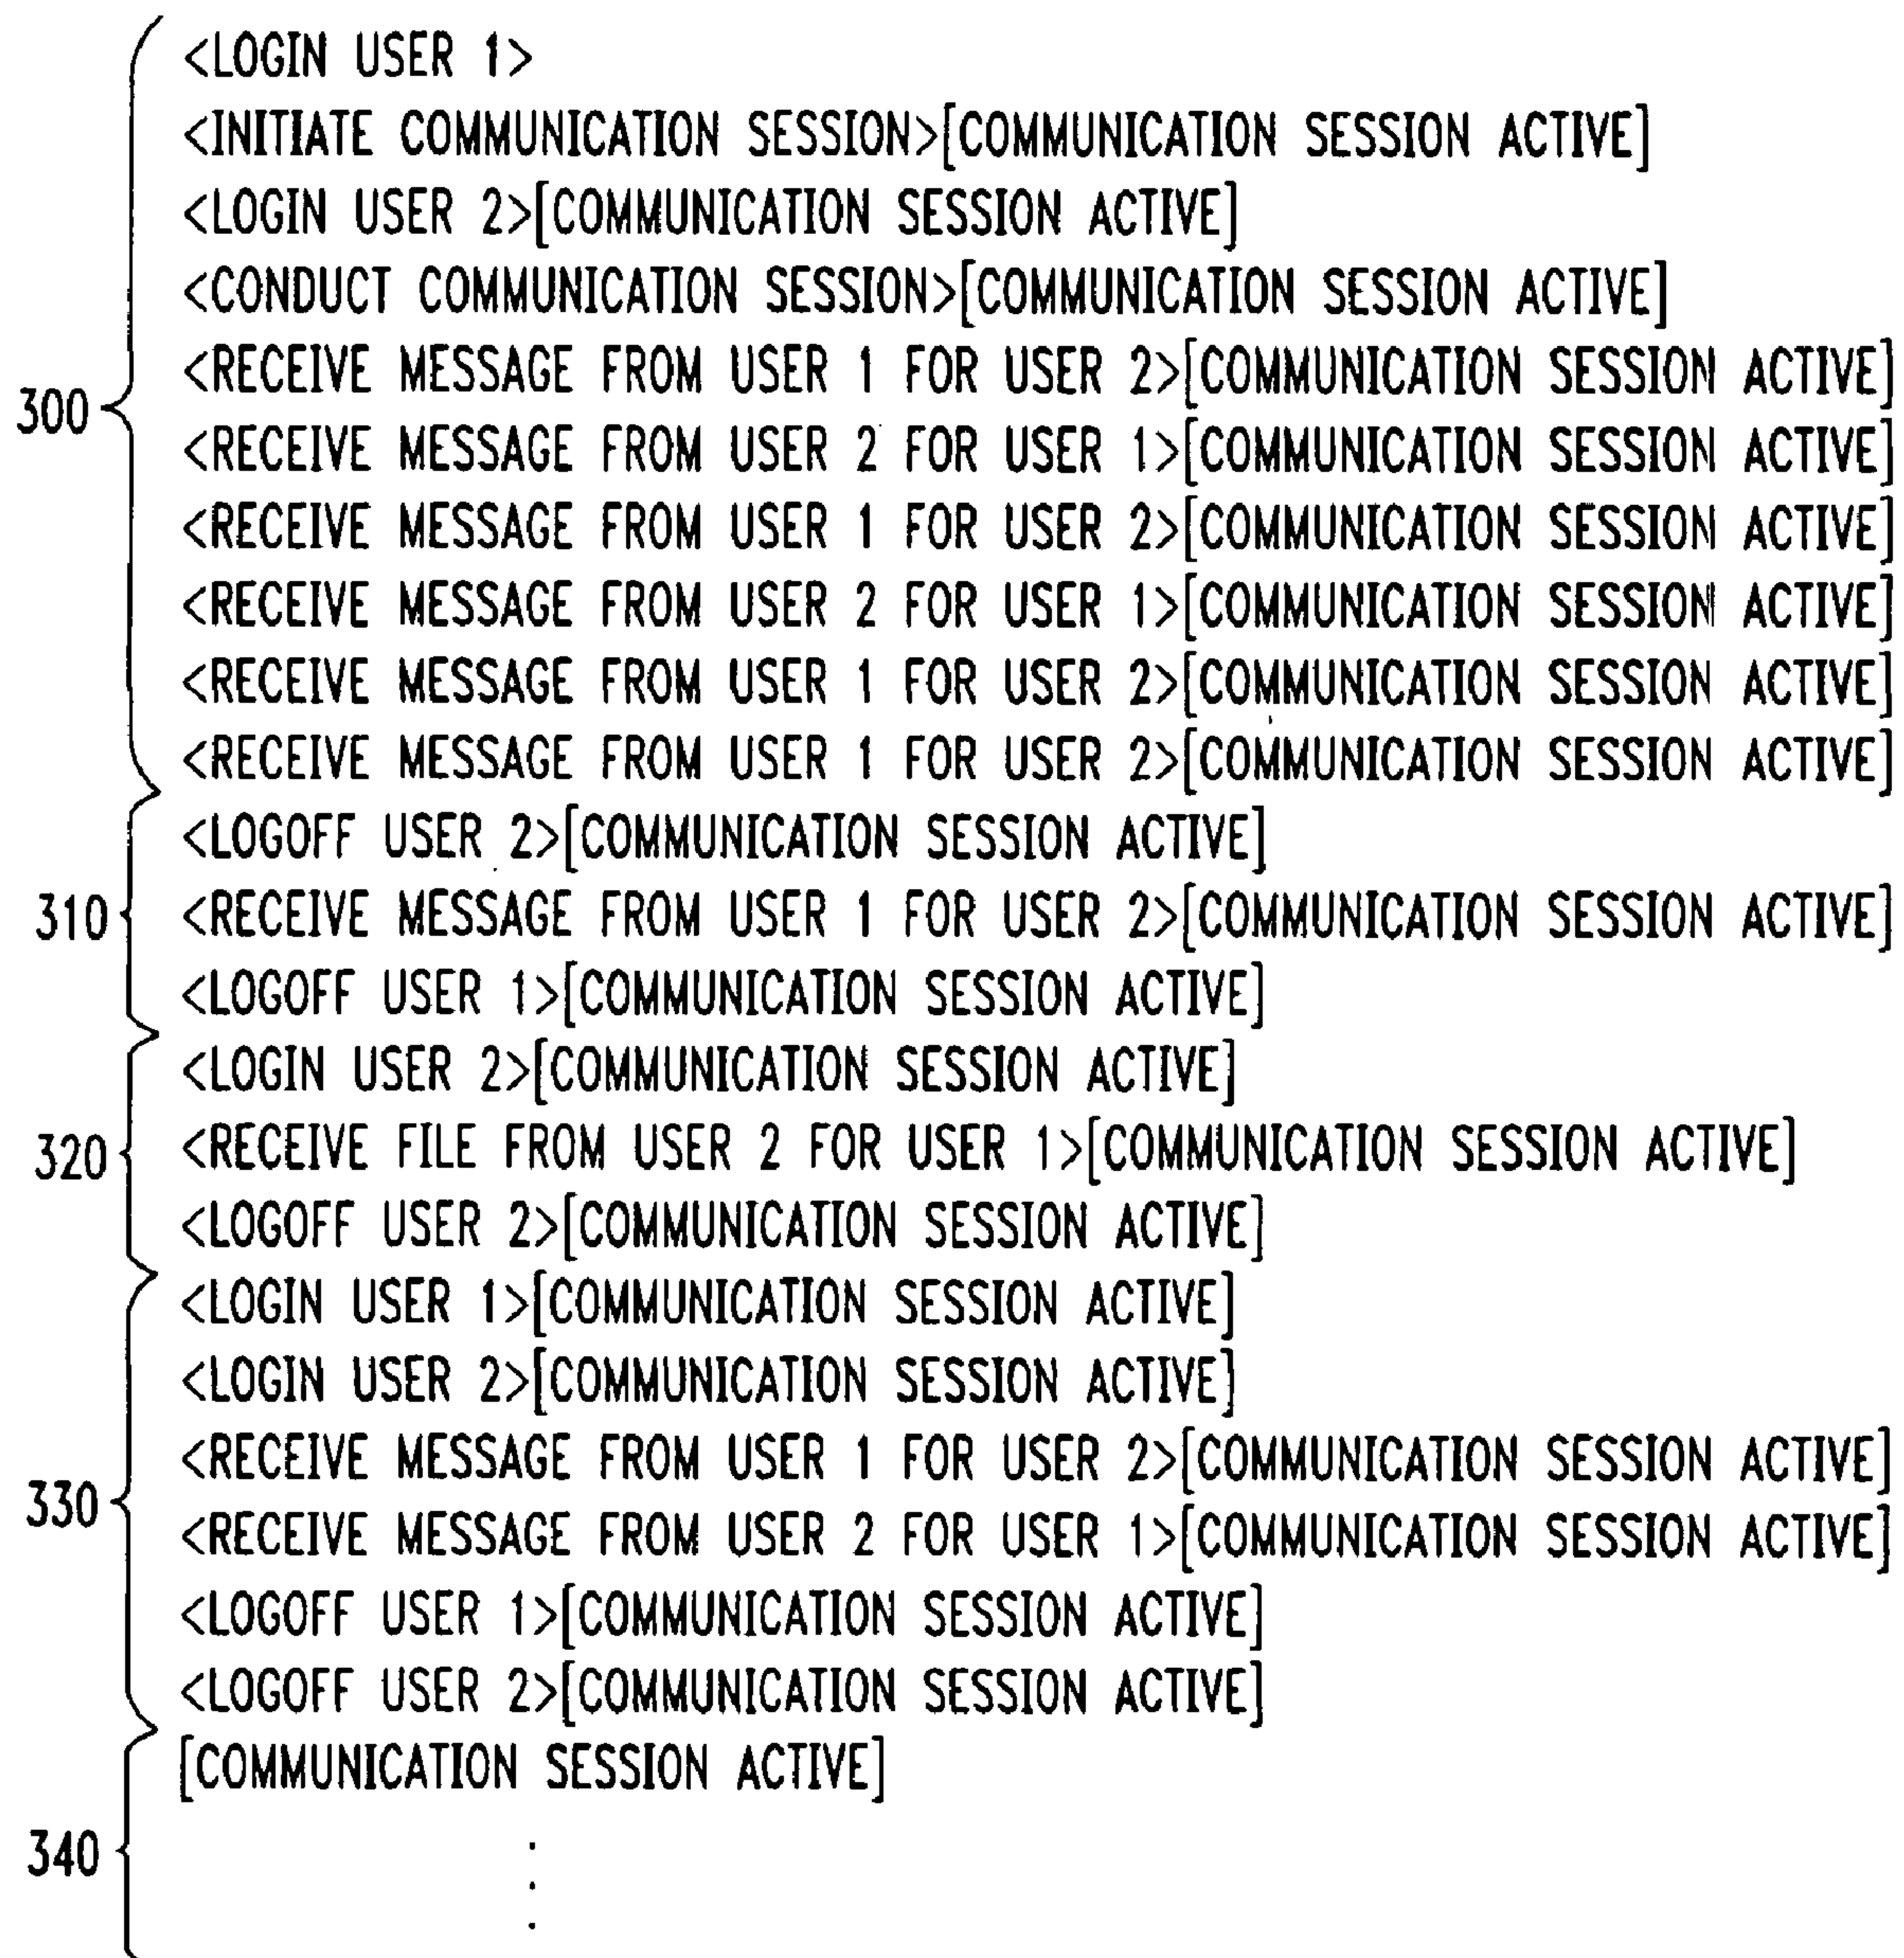 <LOGIN USER 1>
<INITIATE COMMUNICATION SESSION>[COMMUNICATION SESSION ACTIVE]
<LOGIN USER 2>[COMMUNICATION SESSION ACTIVE]
<CONDUCT COMMUNICATION SESSION>[COMMUNICATION SESSION ACTIVE]
<RECEIVE MESSAGE FROM USER 1 FOR USER 2>[COMMUNICATION SESSION ACTIVE]
300
<RECEIVE MESSAGE FROM USER 2 FOR USER 1>[COMMUNICATION SESSION ACTIVE]
<RECEIVE MESSAGE FROM USER 1 FOR USER 2>[COMMUNICATION SESSION ACTIVE]
<RECEIVE MESSAGE FROM USER 2 FOR USER 1>[COMMUNICATION SESSION ACTIVE]
<RECEIVE MESSAGE FROM USER 1 FOR USER 2>[COMMUNICATION SESSION ACTIVE]
<RECEIVE MESSAGE FROM USER 1 FOR USER 2>[COMMUNICATION SESSION ACTIVE]
<LOGOFF USER 2>[COMMUNICATION SESSION ACTIVE]
310
<RECEIVE MESSAGE FROM USER 1 FOR USER 2>[COMMUNICATION SESSION ACTIVE]
<LOGOFF USER 1>[COMMUNICATION SESSION ACTIVE]
<LOGIN USER 2>[COMMUNICATION SESSION ACTIVE]
320
<RECEIVE FILE FROM USER 2 FOR USER 1>[COMMUNICATION SESSION ACTIVE]
<LOGOFF USER 2>[COMMUNICATION SESSION ACTIVE]
<LOGIN USER 1>[COMMUNICATION SESSION ACTIVE]
<LOGIN USER 2>[COMMUNICATION SESSION ACTIVE]
<RECEIVE MESSAGE FROM USER 1 FOR USER 2>[COMMUNICATION SESSION ACTIVE]
330
<RECEIVE MESSAGE FROM USER 2 FOR USER 1>[COMMUNICATION SESSION ACTIVE]
<LOGOFF USER 1>[COMMUNICATION SESSION ACTIVE]
<LOGOFF USER 2>[COMMUNICATION SESSION ACTIVE]
[COMMUNICATION SESSION ACTIVE]
340